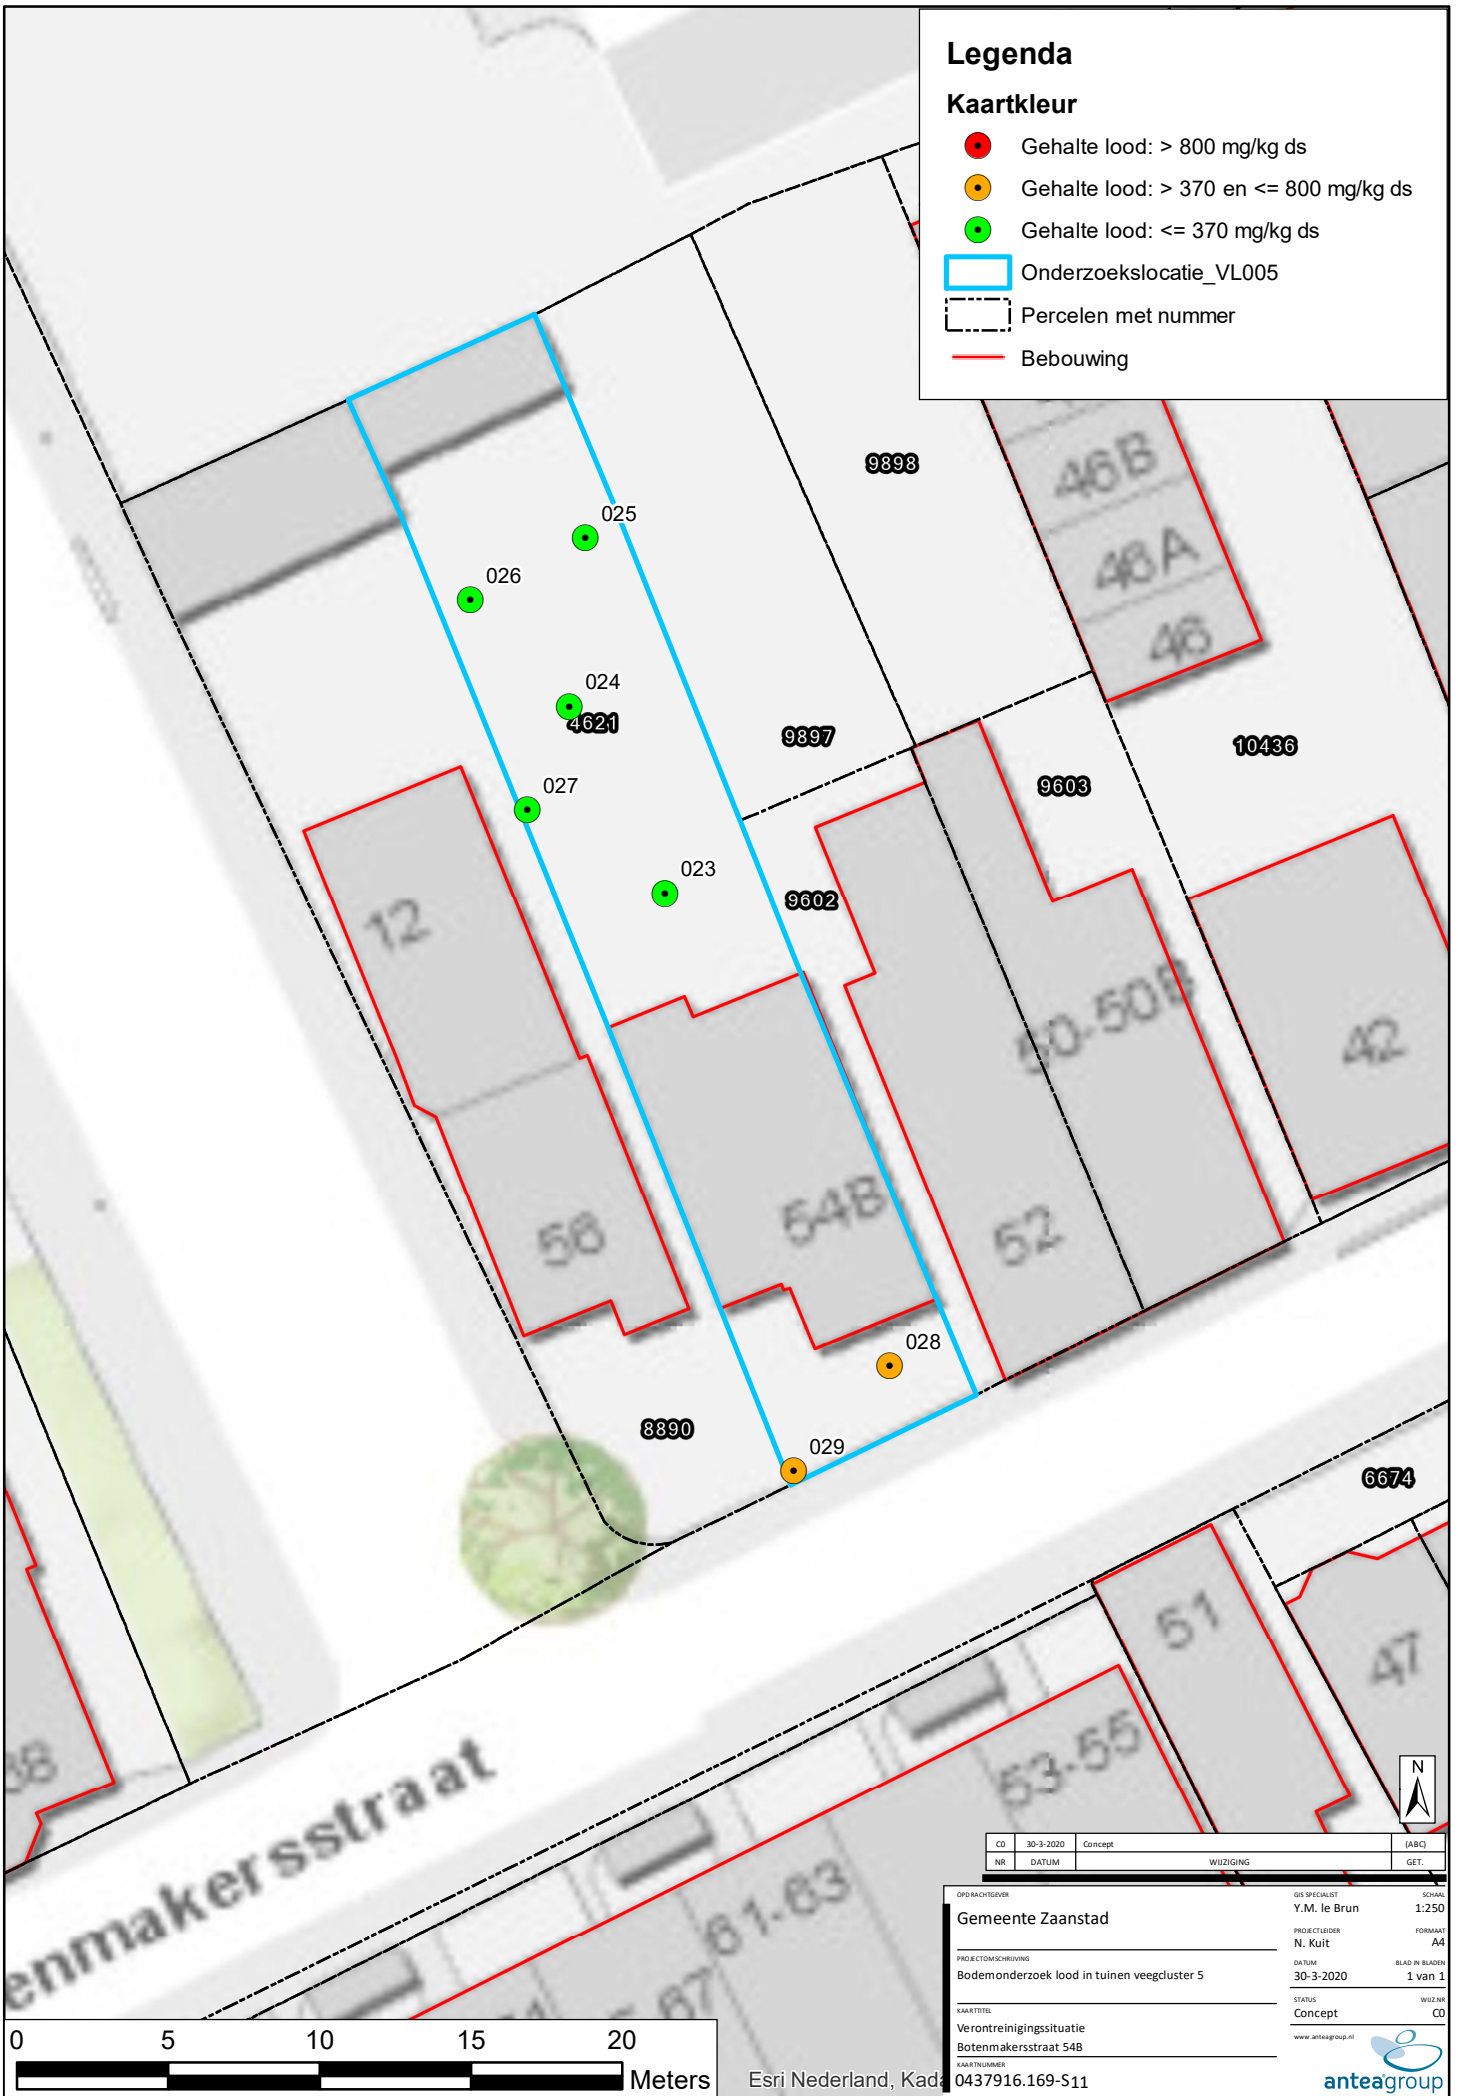 Legenda
Kaartkleur
Gehalte lood: > 800 mg/kg ds
Gehalte lood: > 370 en <= 800 mg/kg ds
Gehalte lood: <= 370 mg/kg ds
Onderzoekslocatie_VL005
Percelen met nummer
Bebouwing
9898
46B
46A
46
025
026
024
4621
9897
10436
027
9603
023
9602
12
50-50B
42
54B
56
52
028
8890
029
6674
51
47
53-55
38
enmakersstraat
61-63
67
N
C0 30-3-2020 Concept (ABC)
NR DATUM WIJZIGING GET.
OPDRACHTGEVER
Gemeente Zaanstad
PROJECTOMSCHRIJVING
Bodemonderzoek lood in tuinen veegcluster 5
KAARTTITEL
Verontreinigingssituatie
Botenmakersstraat 54B
KAARTNUMMER
0437916.169-S11
GIS SPECIALIST SCHAAL
Y.M. le Brun 1:250
PROJECTLEIDER FORMAAT
N. Kuit A4
DATUM BLAD IN BLADEN
30-3-2020 1 van 1
STATUS WIJZ.NR
Concept C0
www.anteagroup.nl
anteagroup
0 5 10 15 20
Meters
Esri Nederland, Kada